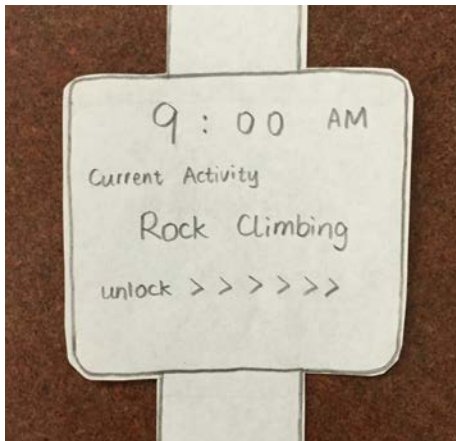 9:00 AM
Current Activity
Rock Climbing
unlock > > > > > >